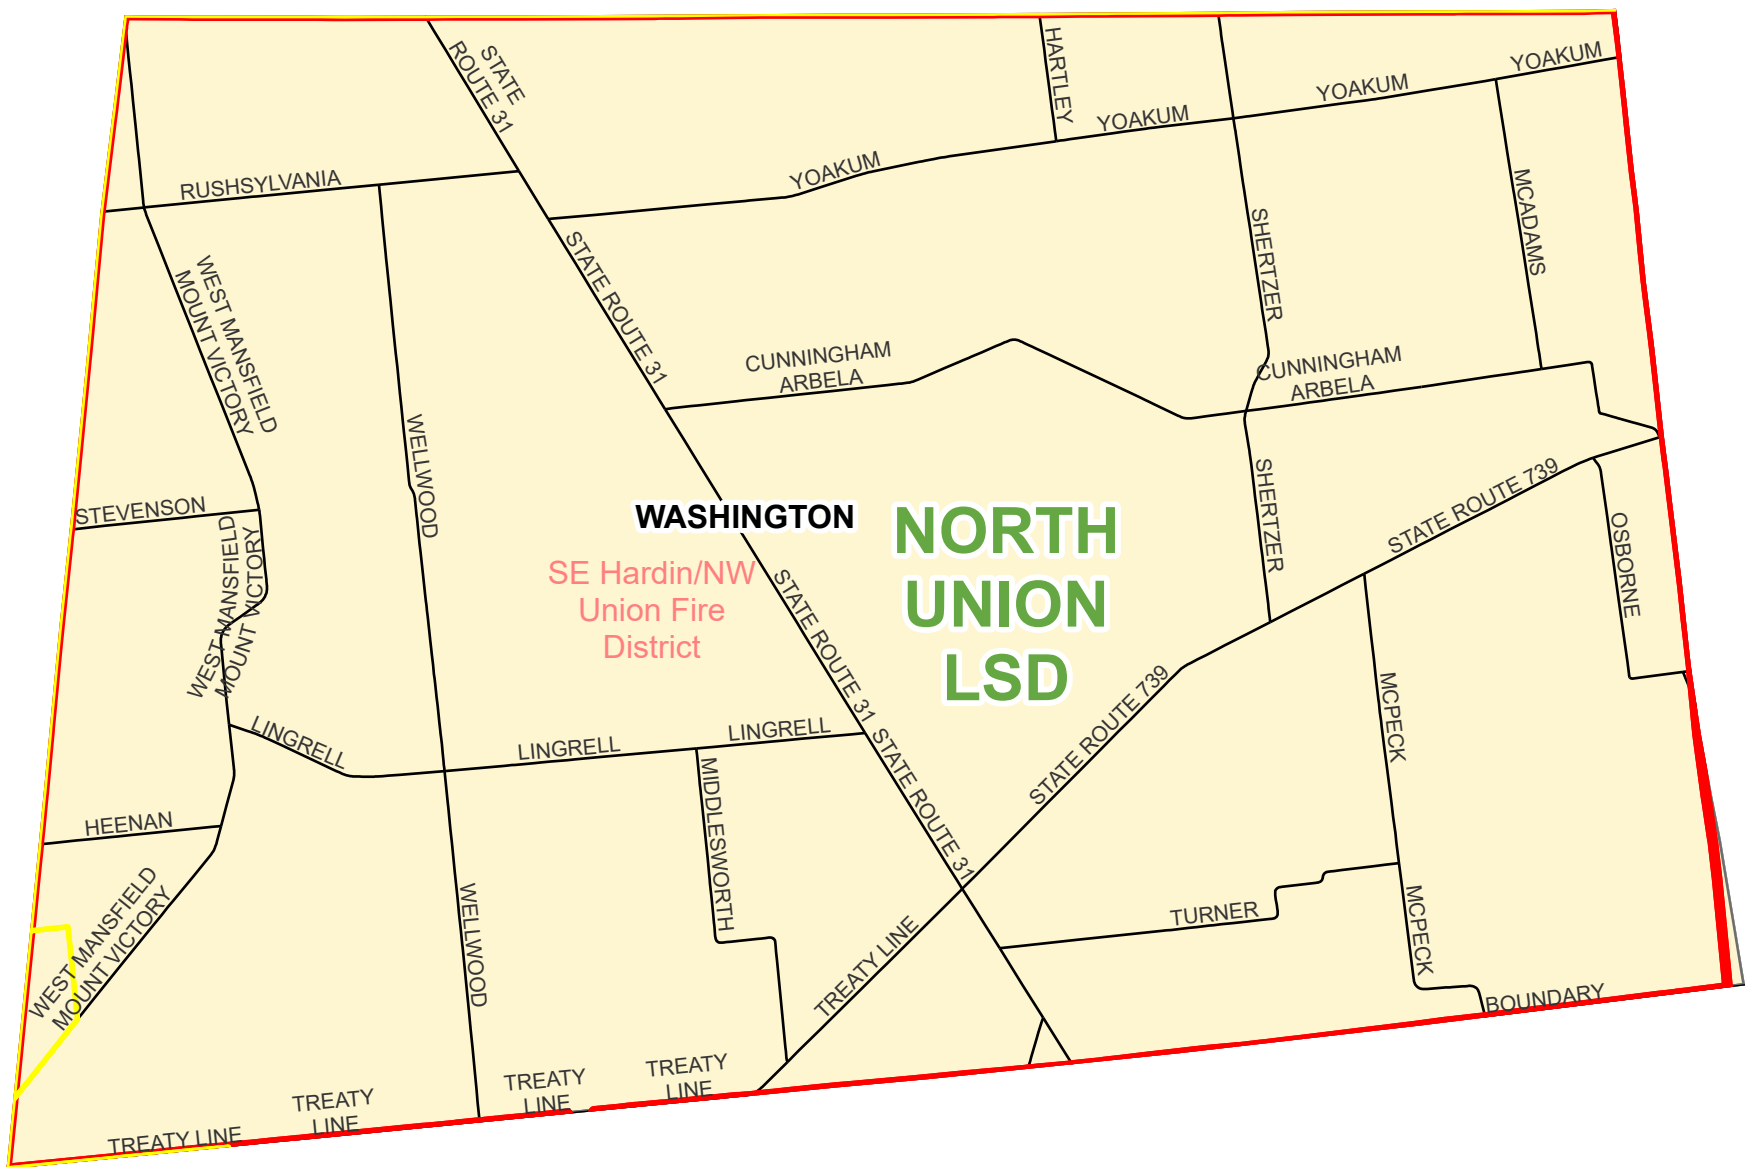 STATE
ROUTE 31
HARTLEY
YOAKUM
YOAKUM
YOAKUM
YOAKUM
RUSHSYLVANIA
MCADAMS
SHERTZER
WEST MANSFIELD
MOUNT VICTORY
STATE ROUTE 31
CUNNINGHAM
ARBELA
CUNNINGHAM
ARBELA
WELLWOOD
STEVENSON
WASHINGTON
NORTH
UNION
LSD
SHERTZER
STATE ROUTE 739
OSBORNE
WEST MANSFIELD
MOUNT VICTORY
SE Hardin/NW
Union Fire
District
STATE ROUTE 31
STATE ROUTE 739
MCPECK
LINGRELL
LINGRELL
LINGRELL
STATE ROUTE 31
MIDDLESWORTH
HEENAN
WEST MANSFIELD
MOUNT VICTORY
WELLWOOD
TREATY LINE
TURNER
MCPECK
BOUNDARY
TREATY
LINE
TREATY
LINE
TREATY
LINE
TREATY LINE